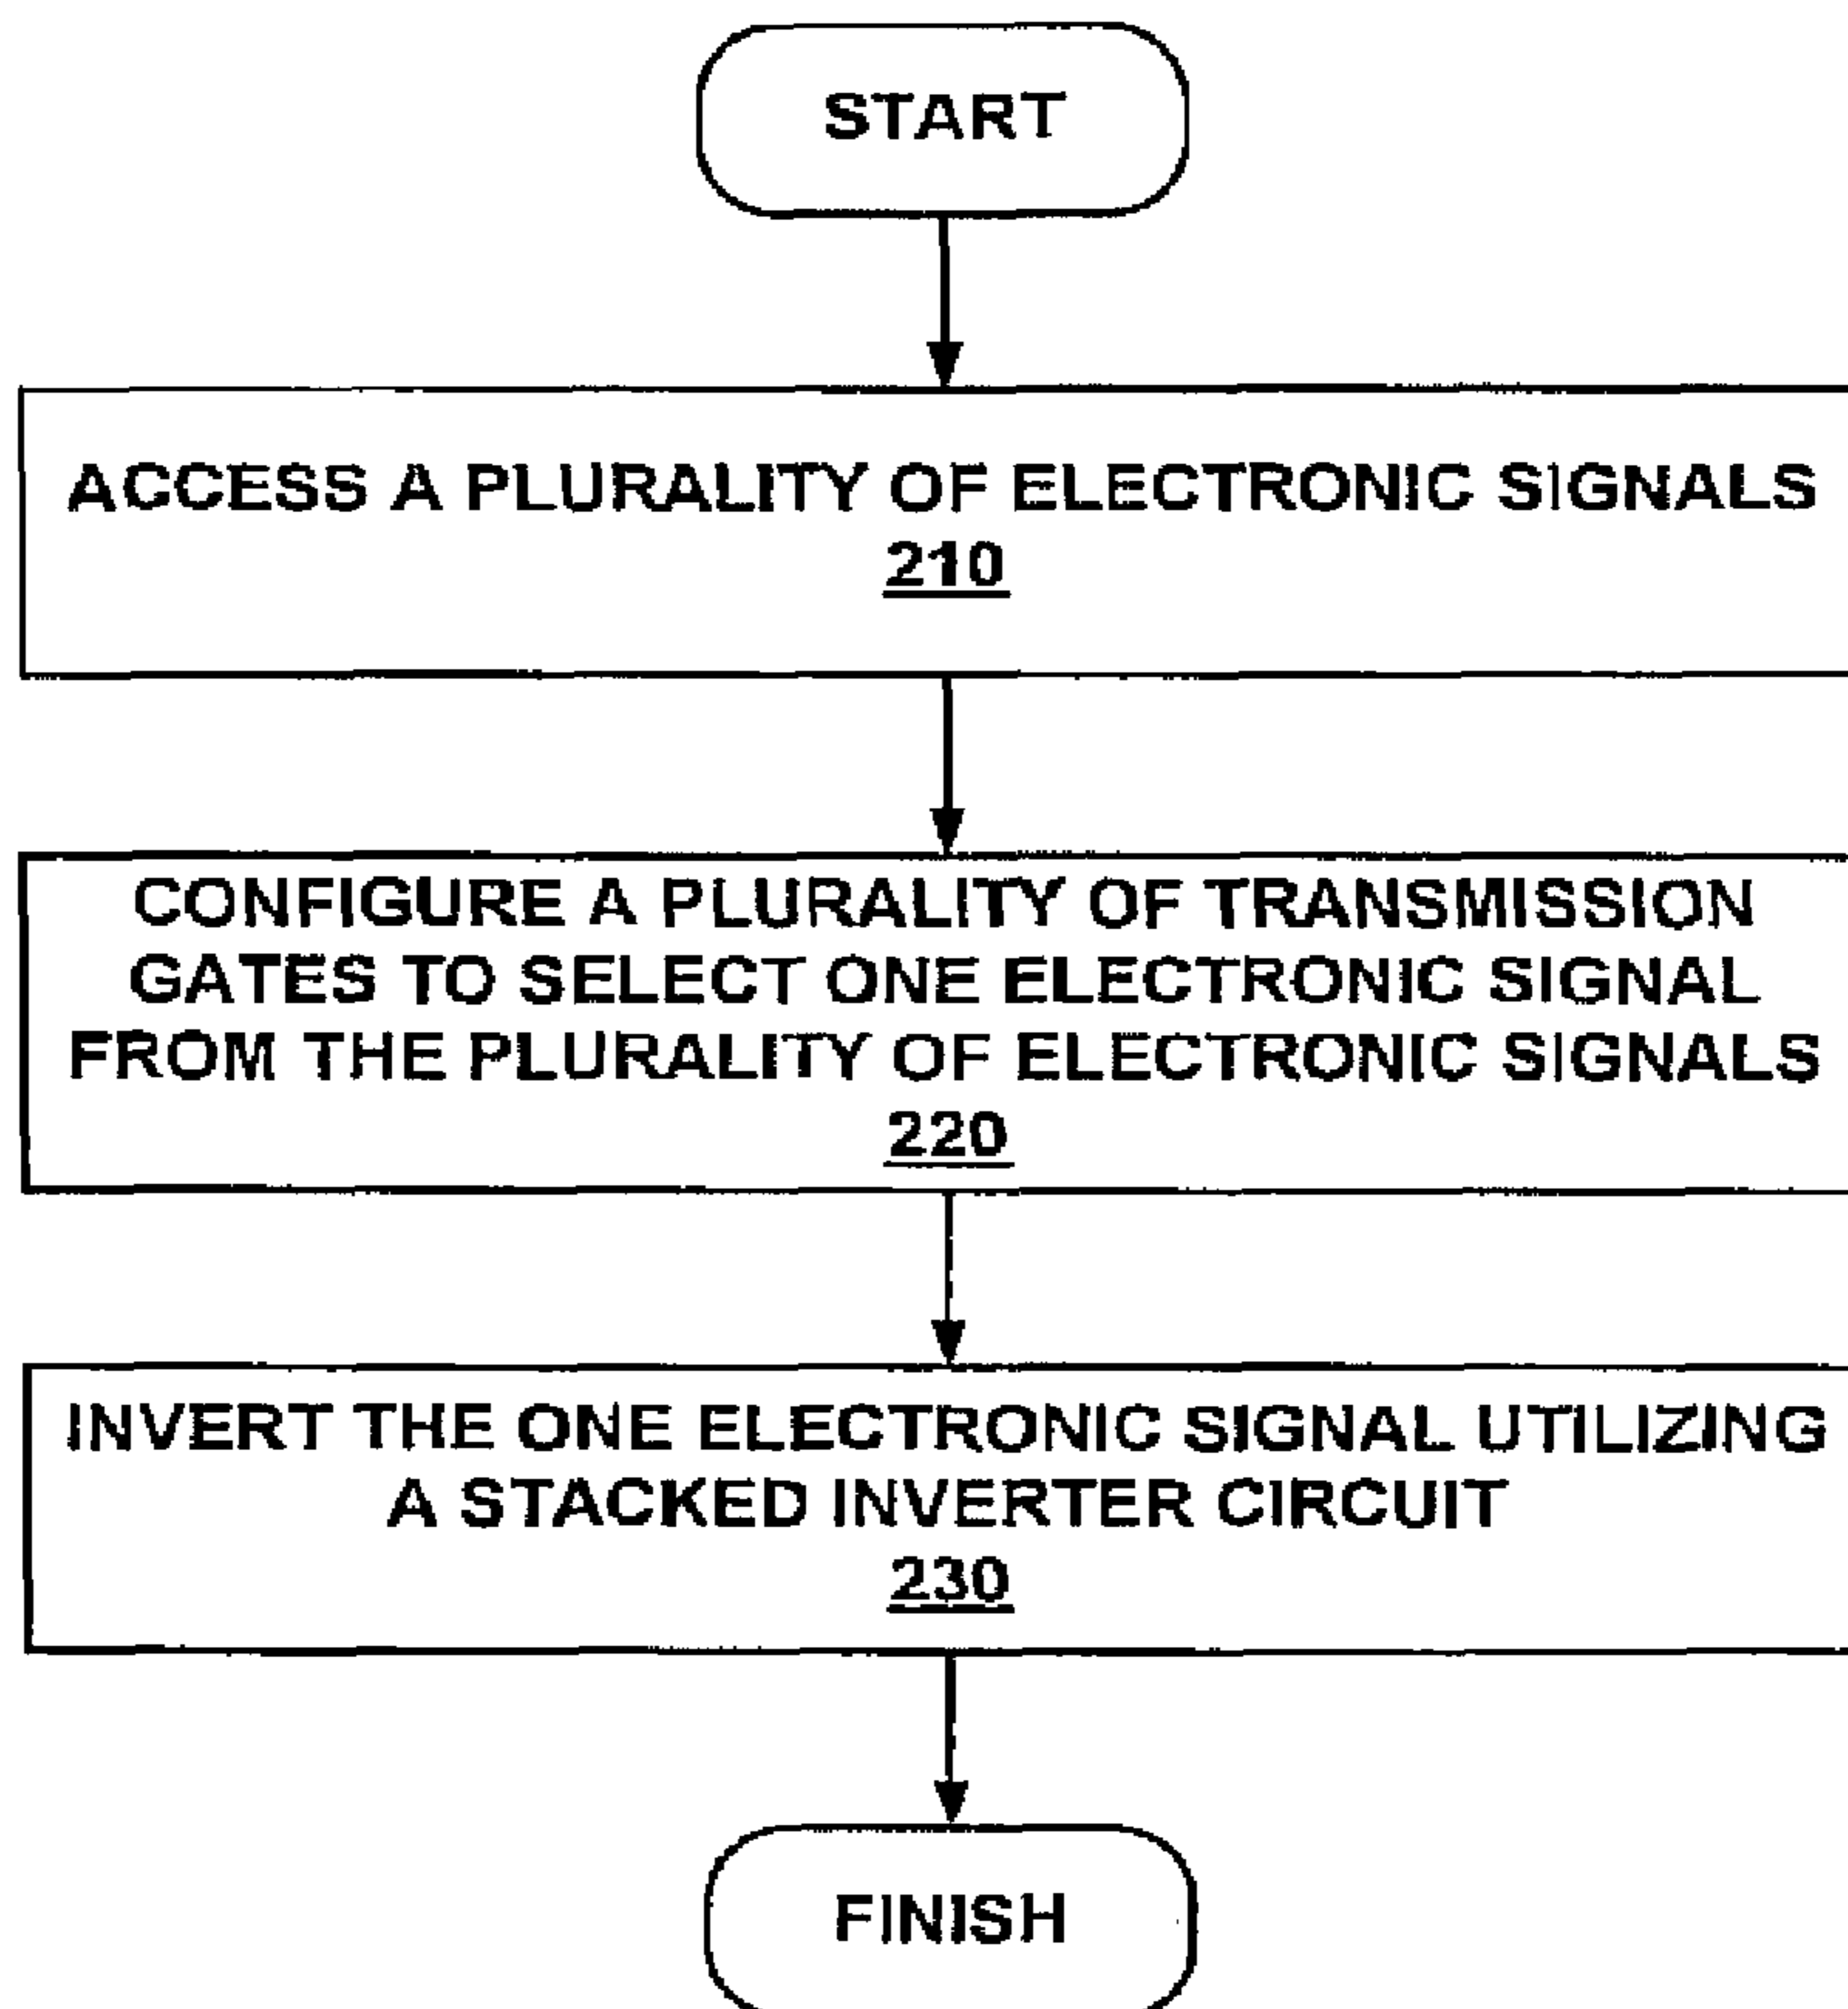 START
ACCESS A PLURALITY OF ELECTRONIC SIGNALS
210
CONFIGURE A PLURALITY OF TRANSMISSION
GATES TO SELECT ONE ELECTRONIC SIGNAL
FROM THE PLURALITY OF ELECTRONIC SIGNALS
220
INVERT THE ONE ELECTRONIC SIGNAL UTILIZING
A STACKED INVERTER CIRCUIT
230
FINISH